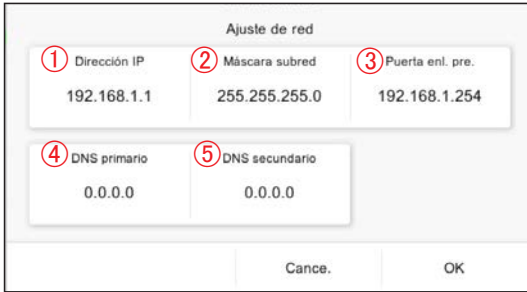 Ajuste de red
① Dirección IP ② Máscara subred ③ Puerta enl. pre.
192.168.1.1 255.255.255.0 192.168.1.254
④ DNS primario ⑤ DNS secundario
0.0.0.0 0.0.0.0
Cance. OK